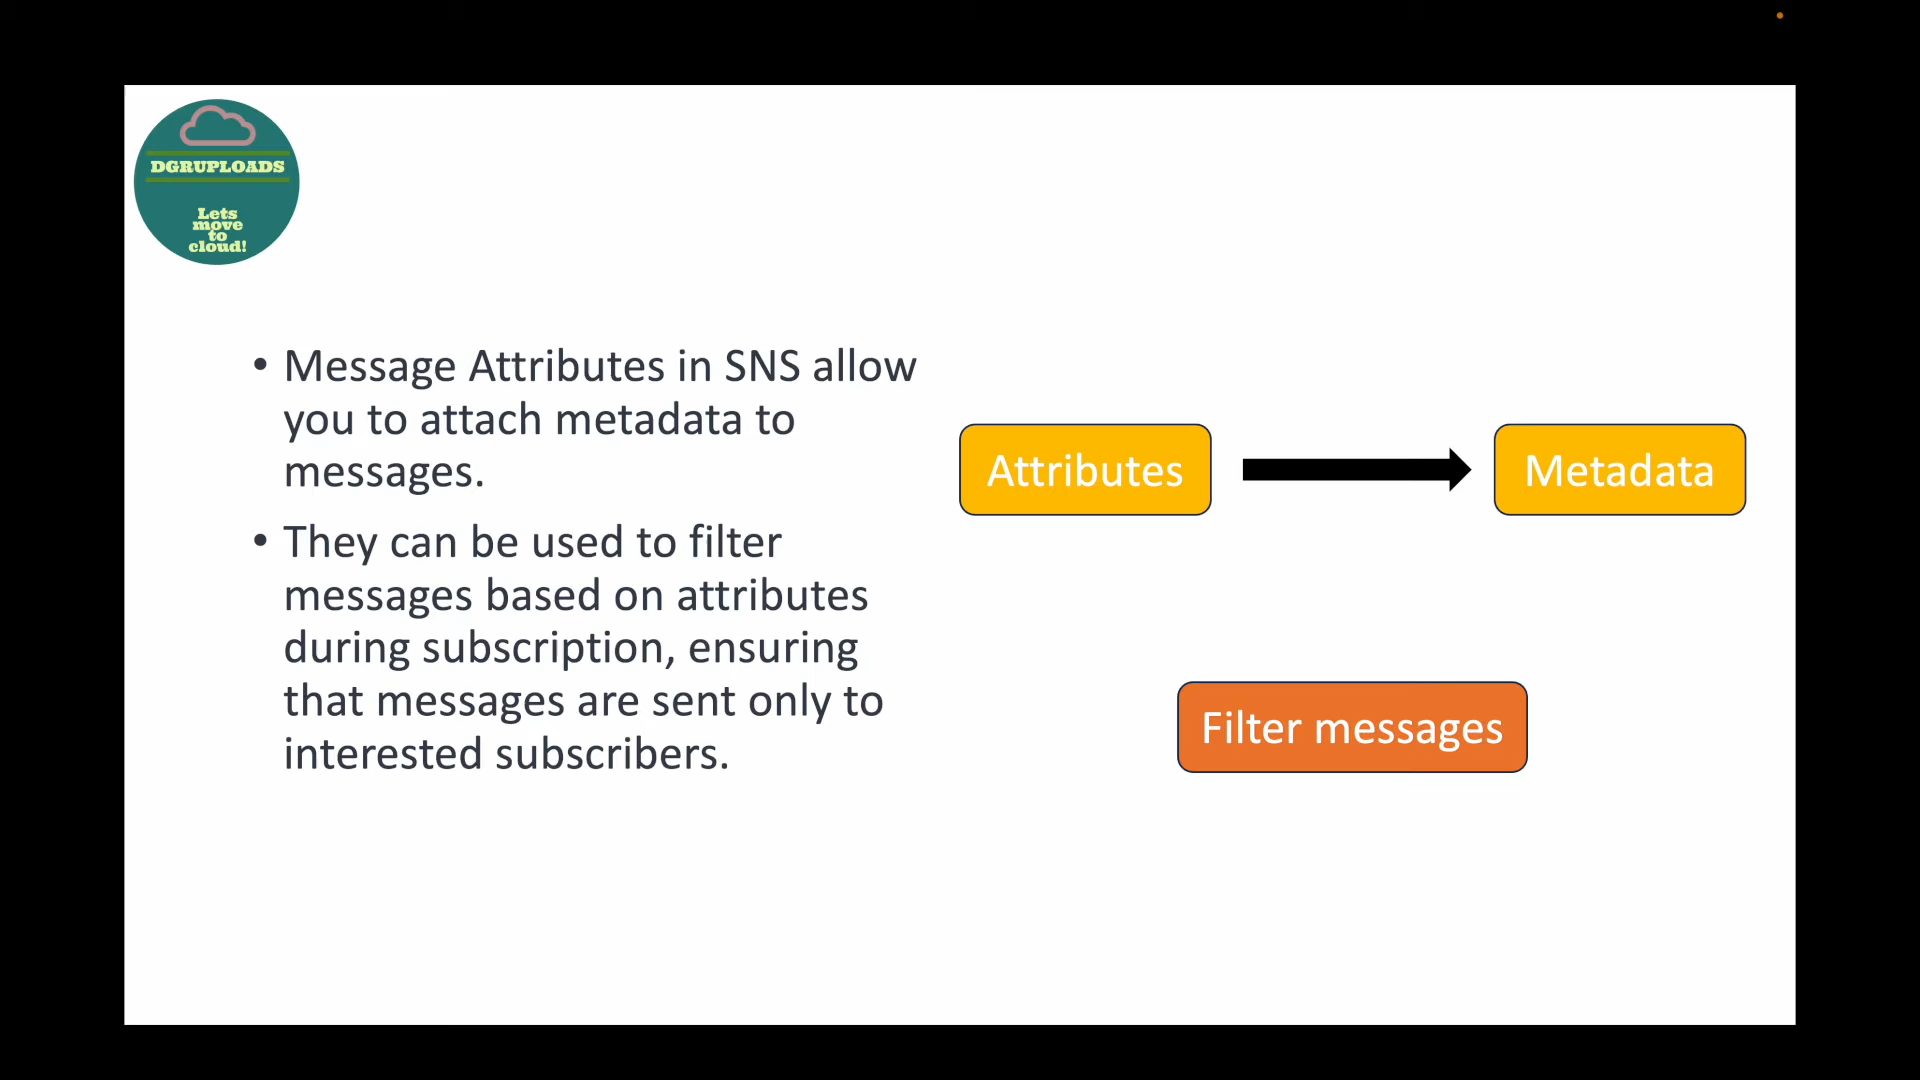 DGRUPLOADS
Lets
move
to
cloud!
• Message Attributes in SNS allow
you to attach metadata to
messages.
• They can be used to filter
messages based on attributes
during subscription, ensuring
that messages are sent only to
interested subscribers.
Attributes
Metadata
Filter messages